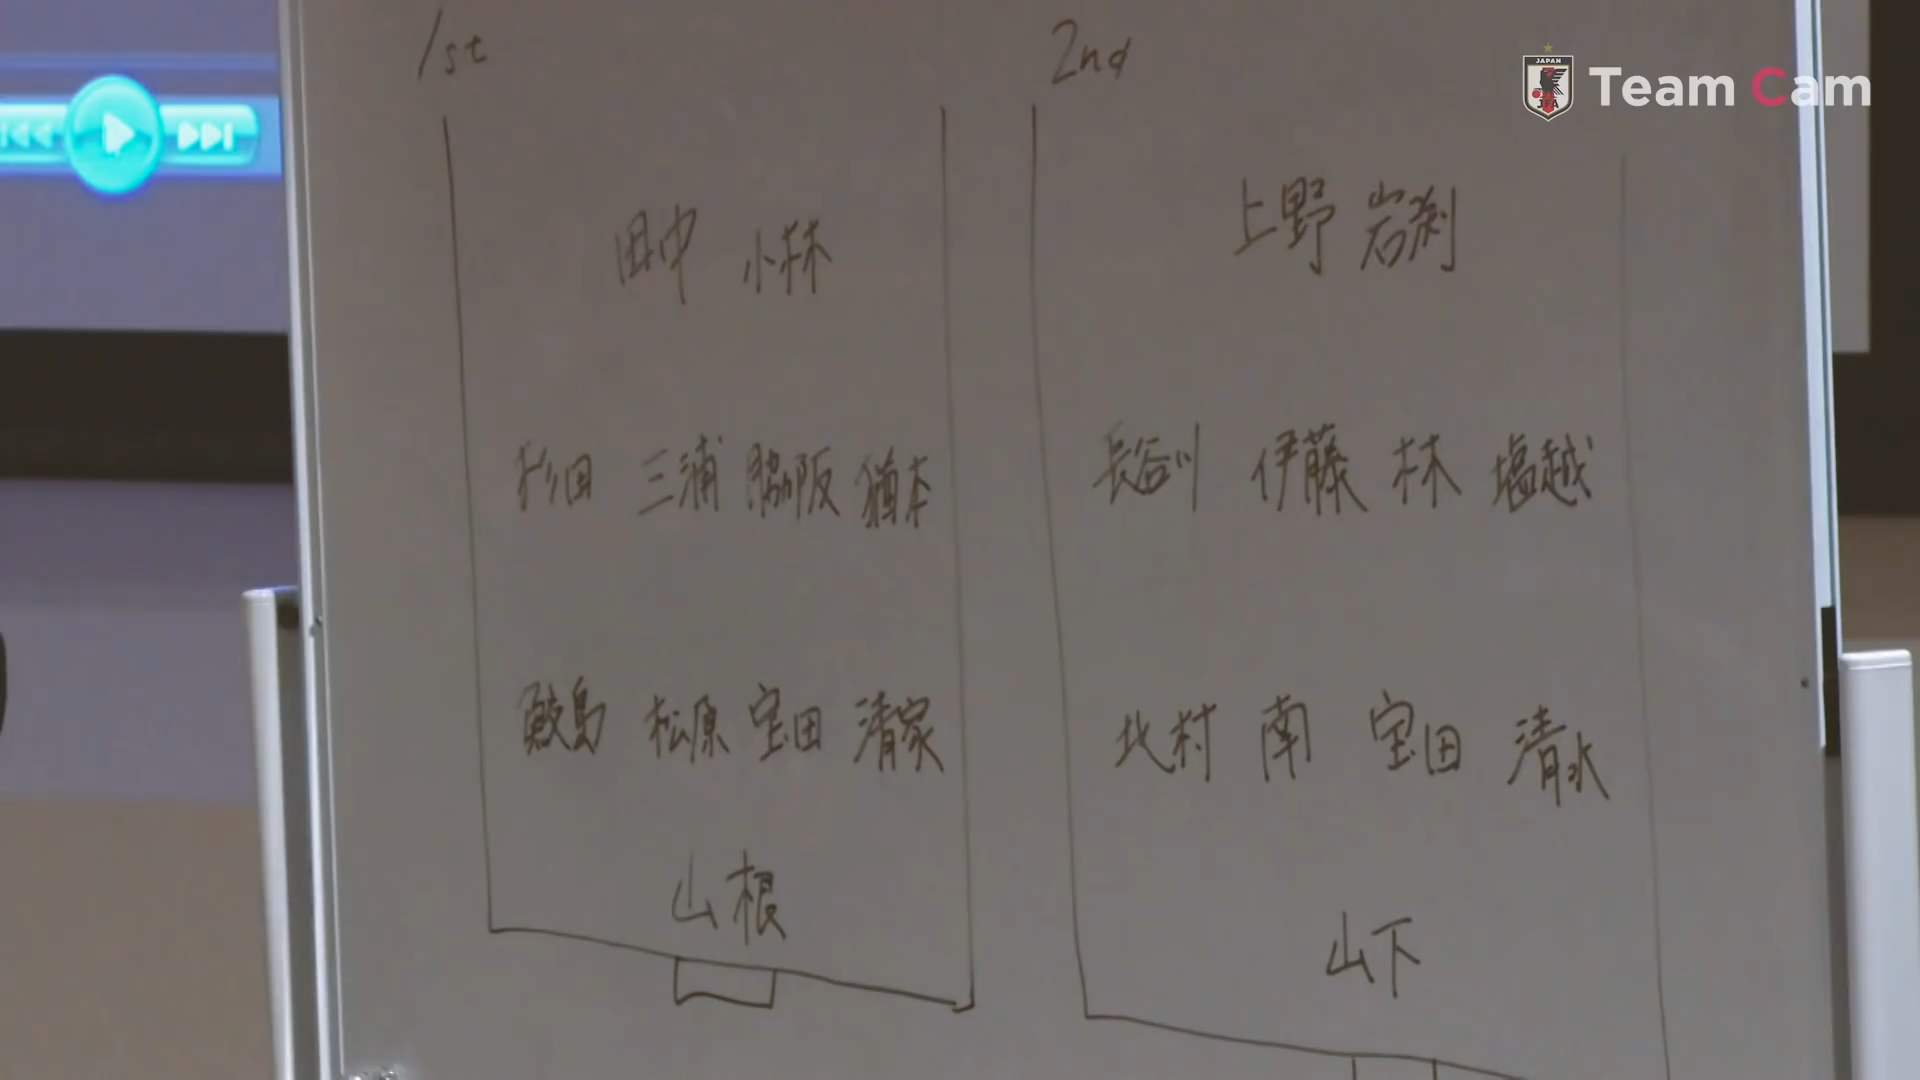 1st
田中 小林
杉田 三浦 脇阪 猶本
鮫島 松原 宝田 清家
山根
2nd
上野 岩渕
長谷川 伊藤 林 塩越
北村 南 宝田 清水
山下
JAPAN
JFA
Team Cam